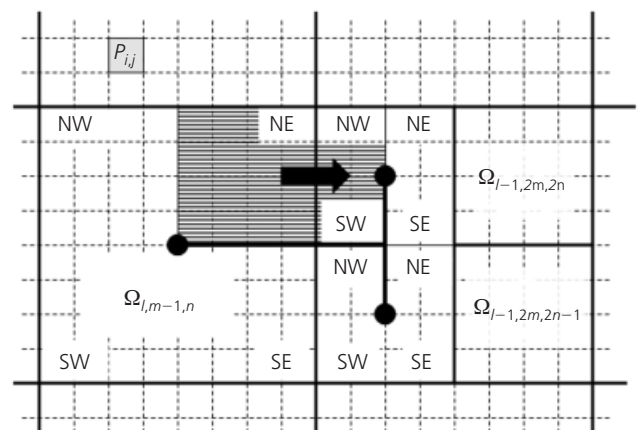 P_{i,j}
NW NE NW NE
Ω_{l−1,2m,2n}
SW SE
NW NE
Ω_{l,m−1,n}
Ω_{l−1,2m,2n−1}
SW SE SW SE